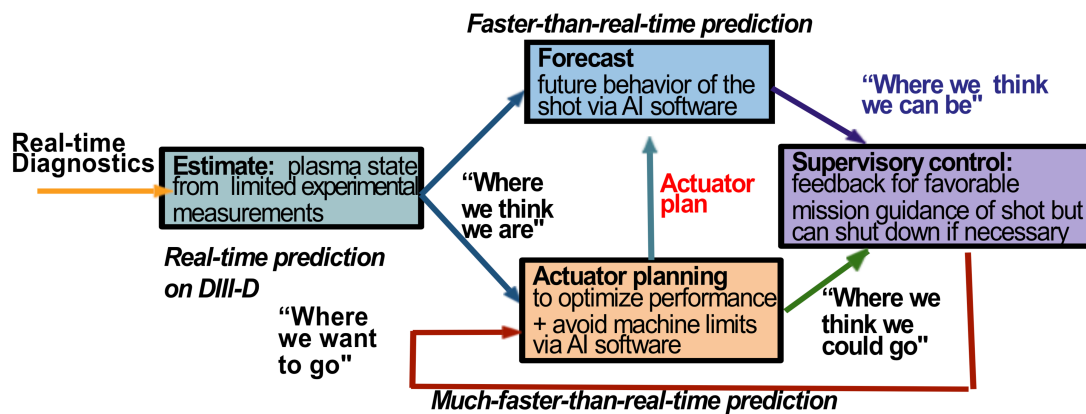 Faster-than-real-time prediction
Forecast
future behavior of the
shot via AI software
“Where we think
we can be"
Real-time
Diagnostics
Estimate: plasma state
from limited experimental
measurements
“Where
we think
we are"
Actuator
plan
Supervisory control:
feedback for favorable
mission guidance of shot but
can shut down if necessary
Real-time prediction
on DIII-D
Actuator planning
to optimize performance
+ avoid machine limits
via AI software
“Where
we want
to go"
“Where we
think we
could go"
Much-faster-than-real-time prediction